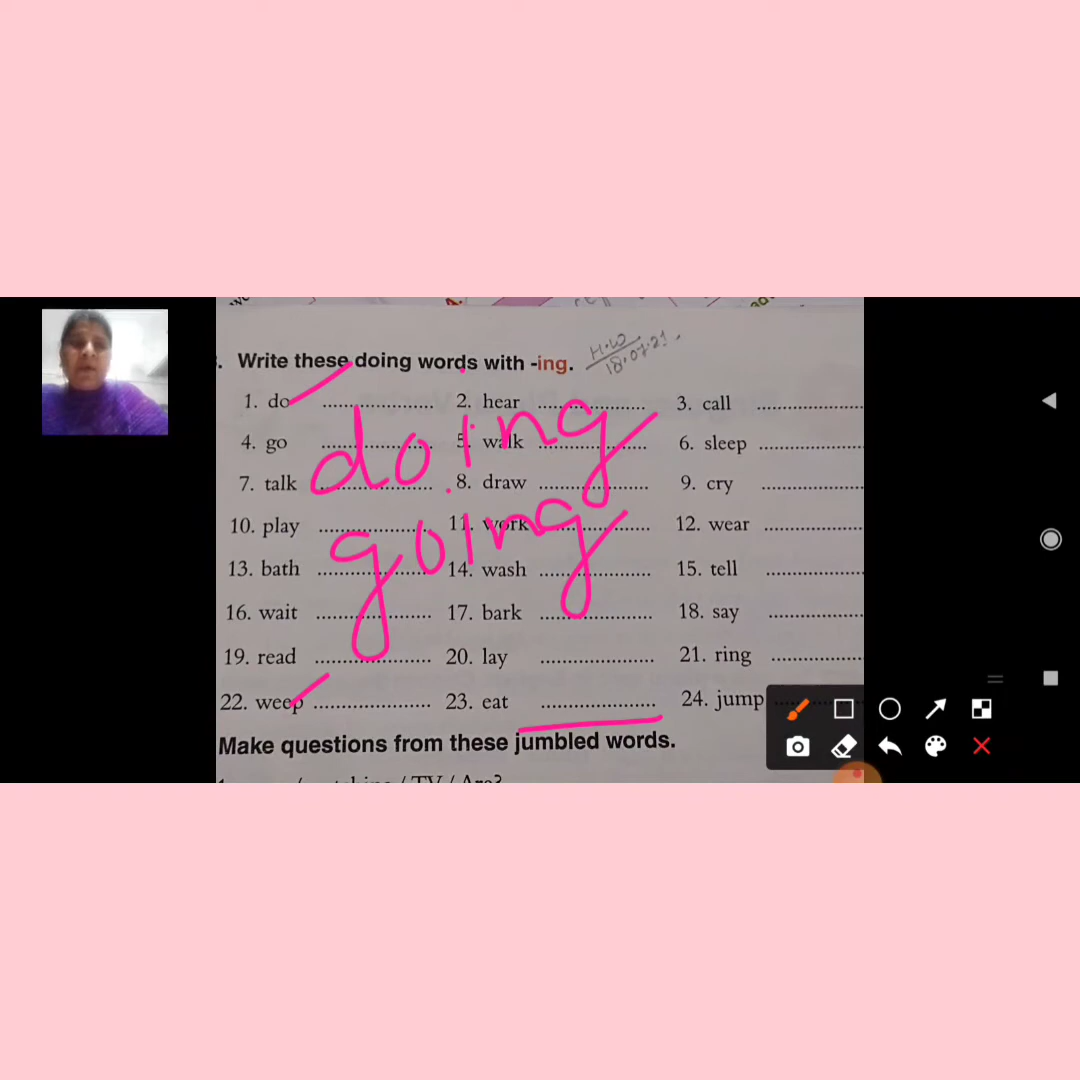 Write these doing words with -ing. H.W 18.07.21.
1. do .................... 2. hear .................... 3. call ....................
4. go .................... 5. walk .................... 6. sleep ....................
doing
7. talk .................... 8. draw .................... 9. cry ....................
10. play .................... 11. work .................... 12. wear ....................
going
13. bath .................... 14. wash .................... 15. tell ....................
16. wait .................... 17. bark .................... 18. say ....................
19. read .................... 20. lay .................... 21. ring ....................
22. weep .................... 23. eat .................... 24. jump
Make questions from these jumbled words.
/ TV / Are?